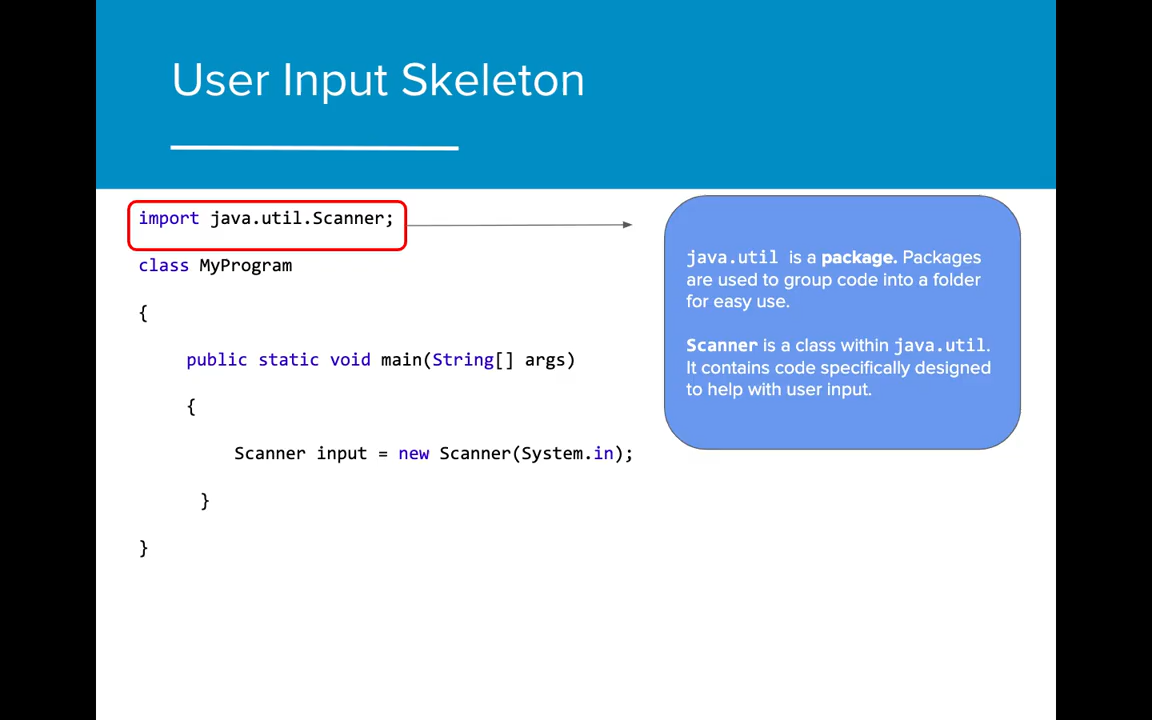 User Input Skeleton
import java.util.Scanner;
class MyProgram
{
public static void main(String[] args)
{
Scanner input = new Scanner(System.in);
}
}
java.util is a package. Packages
are used to group code into a folder
for easy use.
Scanner is a class within java.util.
It contains code specifically designed
to help with user input.